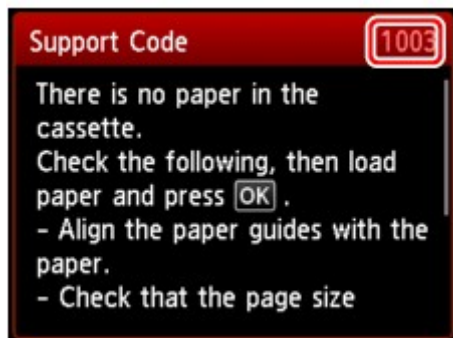 Support Code 1003
There is no paper in the
cassette.
Check the following, then load
paper and press OK .
- Align the paper guides with the
paper.
- Check that the page size